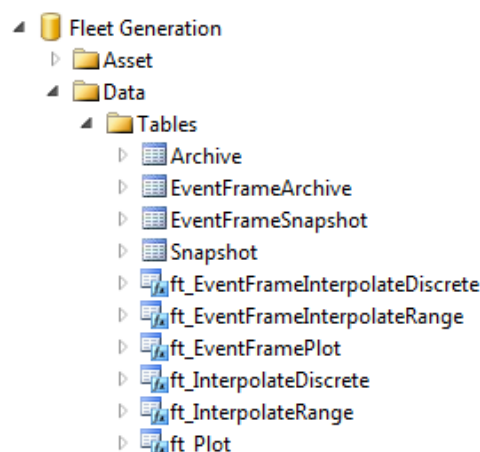 Fleet Generation
Asset
Data
Tables
Archive
EventFrameArchive
EventFrameSnapshot
Snapshot
ft_EventFrameInterpolateDiscrete
ft_EventFrameInterpolateRange
ft_EventFramePlot
ft_InterpolateDiscrete
ft_InterpolateRange
ft_Plot